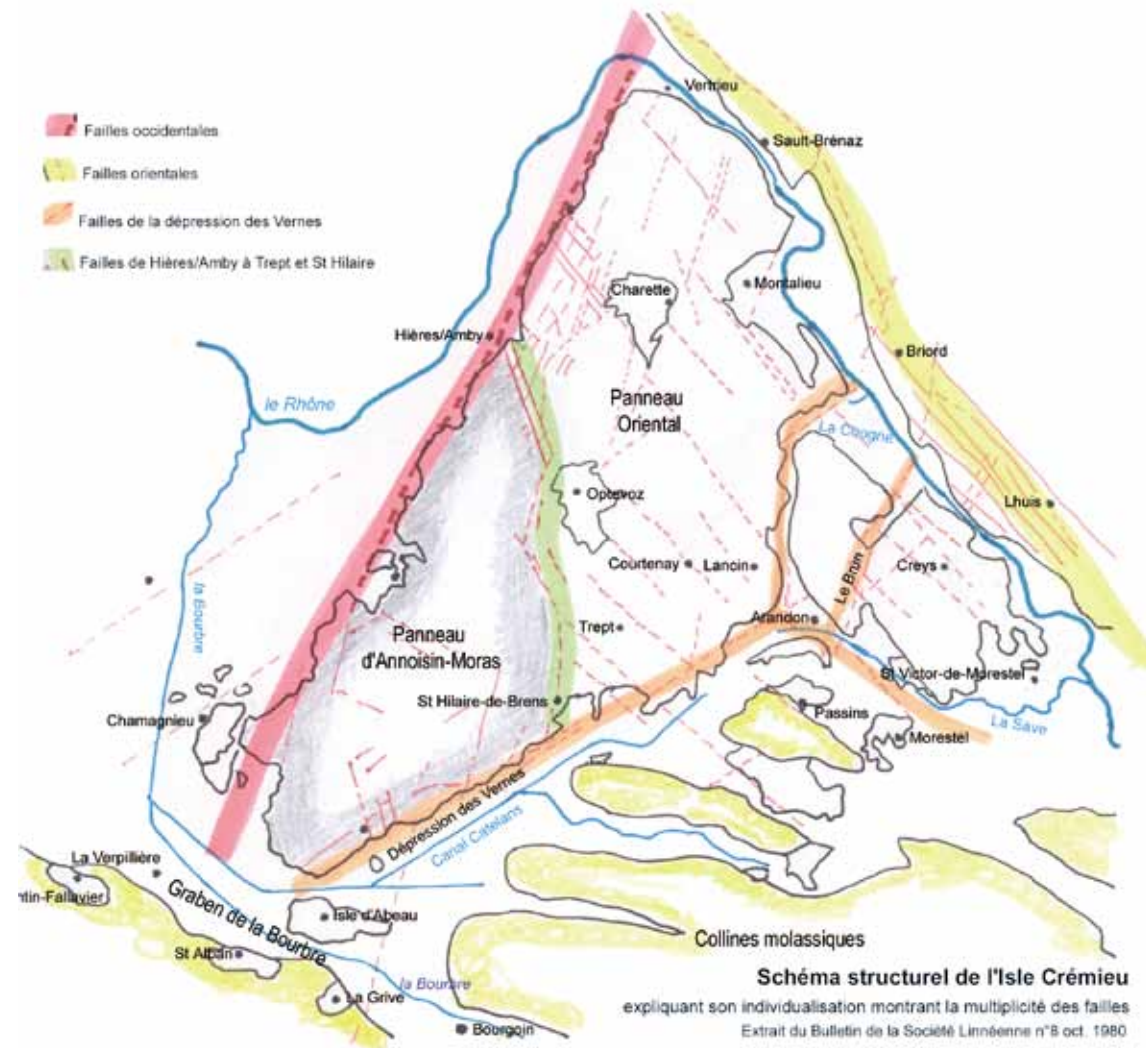 Vertrieu
Failles occidentales
Sault-Brénaz
Failles orientales
Failles de la dépression des Vernes
Failles de Hières/Amby à Trept et St Hilaire
Charette
Montalieu
Hières/Amby
Briord
le Rhône
Panneau
Oriental
La Chogne
Optevoz
Lhuis
Courtenay
Lancin
Creys
la Bourbre
Le Brun
Arandon
Trept
Panneau
d'Annoisin-Moras
St Victor-de-Morestel
St Hilaire-de-Brens
Chamagnieu
Passins
La Save
Morestel
Dépression des Vernes
Canal Catelans
La Verpillière
ntin-Fallavier
Graben de la Bourbre
Isle d'Abeau
St Alban
Collines molassiques
la Bourbre
La Grive
Bourgoin
Schéma structurel de l'Isle Crémieu
expliquant son individualisation montrant la multiplicité des failles
Extrait du Bulletin de la Société Linnéenne n°8 oct. 1980